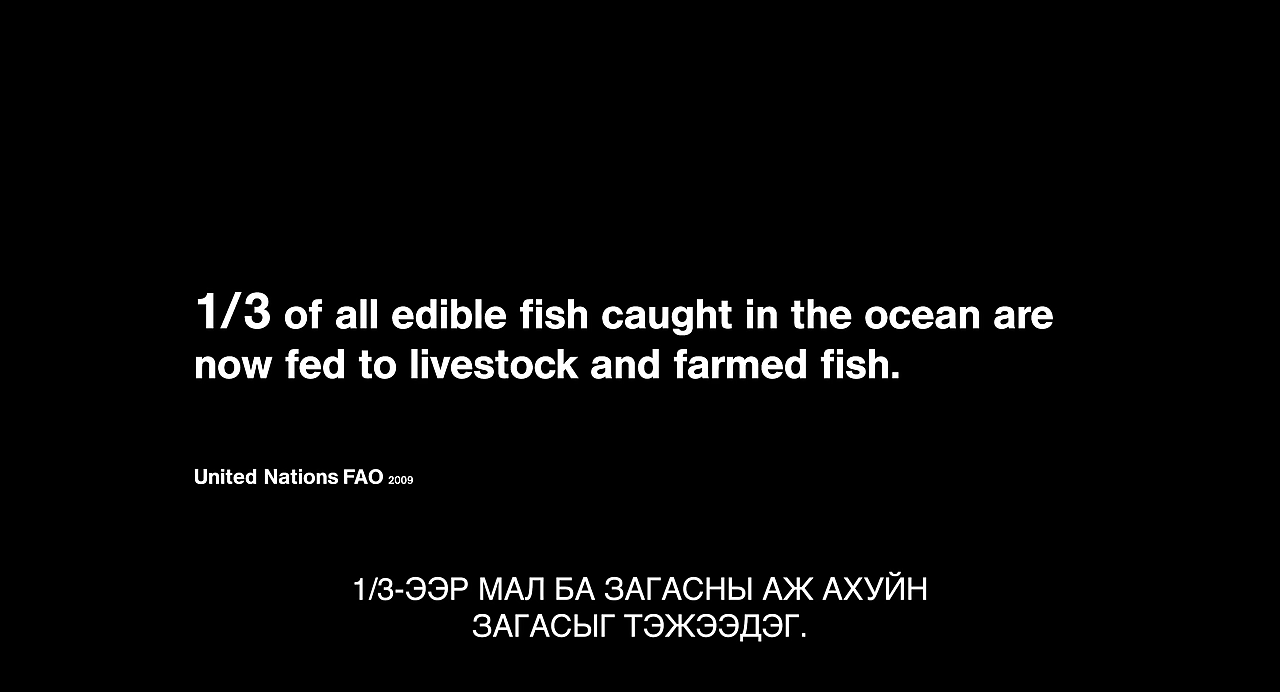 1/3 of all edible fish caught in the ocean are
now fed to livestock and farmed fish.
United Nations FAO 2009
1/3-ЭЭР МАЛ БА ЗАГАСНЫ АЖ АХУЙН
ЗАГАСЫГ ТЭЖЭЭДЭГ.